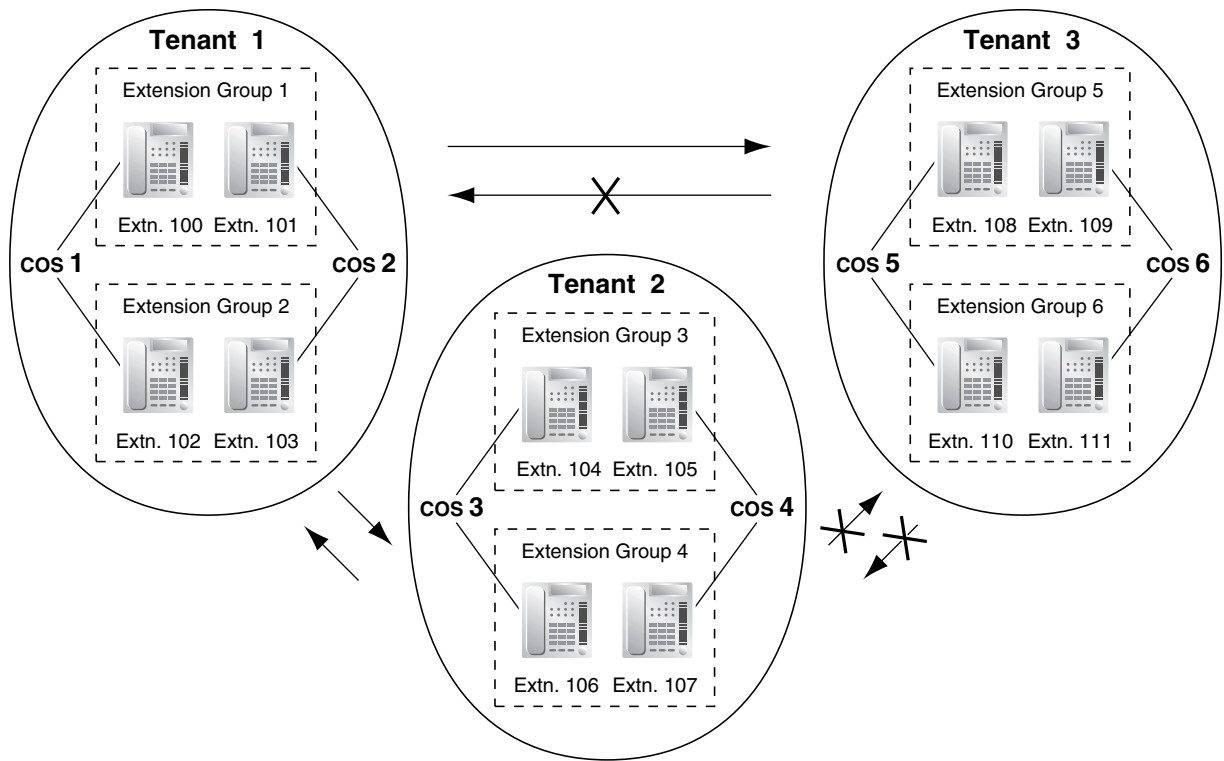 Tenant 1
Extension Group 1
Extn. 100 Extn. 101
COS 1
COS 2
Extension Group 2
Extn. 102 Extn. 103
Tenant 2
Extension Group 3
Extn. 104 Extn. 105
COS 3
COS 4
Extension Group 4
Extn. 106 Extn. 107
Tenant 3
Extension Group 5
Extn. 108 Extn. 109
COS 5
COS 6
Extension Group 6
Extn. 110 Extn. 111